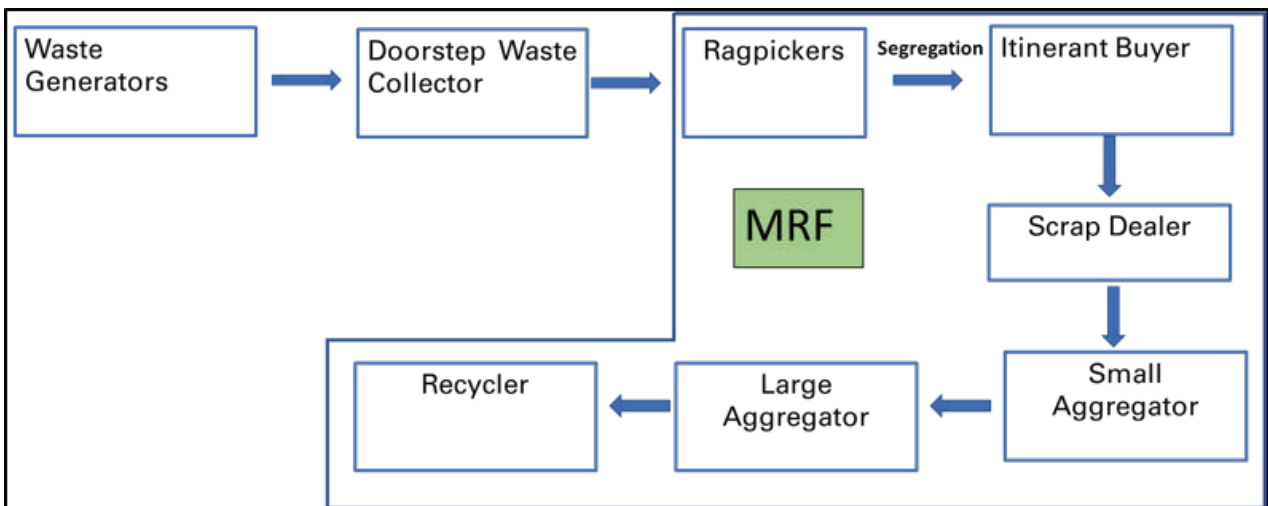 Waste
Generators
Doorstep Waste
Collector
Ragpickers
Segregation
Itinerant Buyer
MRF
Scrap Dealer
Small
Aggregator
Large
Aggregator
Recycler